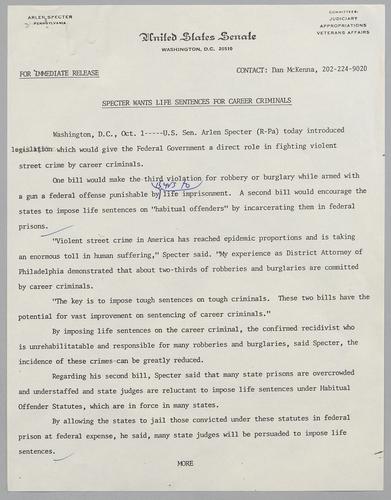 ARLEN SPECTER
PENNSYLVANIA
COMMITTEES:
JUDICIARY
APPROPRIATIONS
VETERANS AFFAIRS
United States Senate
WASHINGTON, D.C. 20510
FOR IMMEDIATE RELEASE
CONTACT: Dan McKenna, 202-224-9020
SPECTER WANTS LIFE SENTENCES FOR CAREER CRIMINALS
Washington, D.C., Oct. 1-----U.S. Sen. Arlen Specter (R-Pa) today introduced
legislation which would give the Federal Government a direct role in fighting violent
street crime by career criminals.
One bill would make the third violation for robbery or burglary while armed with
15 yrs to
a gun a federal offense punishable by life imprisonment. A second bill would encourage the
states to impose life sentences on "habitual offenders" by incarcerating them in federal
prisons.
"Violent street crime in America has reached epidemic proportions and is taking
an enormous toll in human suffering," Specter said. "My experience as District Attorney of
Philadelphia demonstrated that about two-thirds of robberies and burglaries are committed
by career criminals.
"The key is to impose tough sentences on tough criminals. These two bills have the
potential for vast improvement on sentencing of career criminals."
By imposing life sentences on the career criminal, the confirmed recidivist who
is unrehabilitatable and responsible for many robberies and burglaries, said Specter, the
incidence of these crimes can be greatly reduced.
Regarding his second bill, Specter said that many state prisons are overcrowded
and understaffed and state judges are reluctant to impose life sentences under Habitual
Offender Statutes, which are in force in many states.
By allowing the states to jail those convicted under these statutes in federal
prison at federal expense, he said, many state judges will be persuaded to impose life
sentences.
MORE